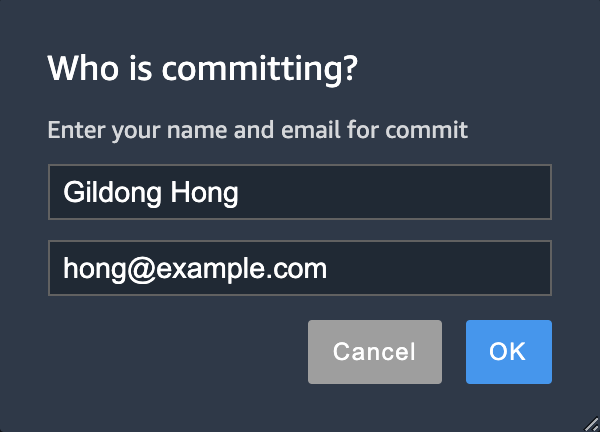 Who is committing?
Enter your name and email for commit
Gildong Hong
hong@example.com
Cancel OK